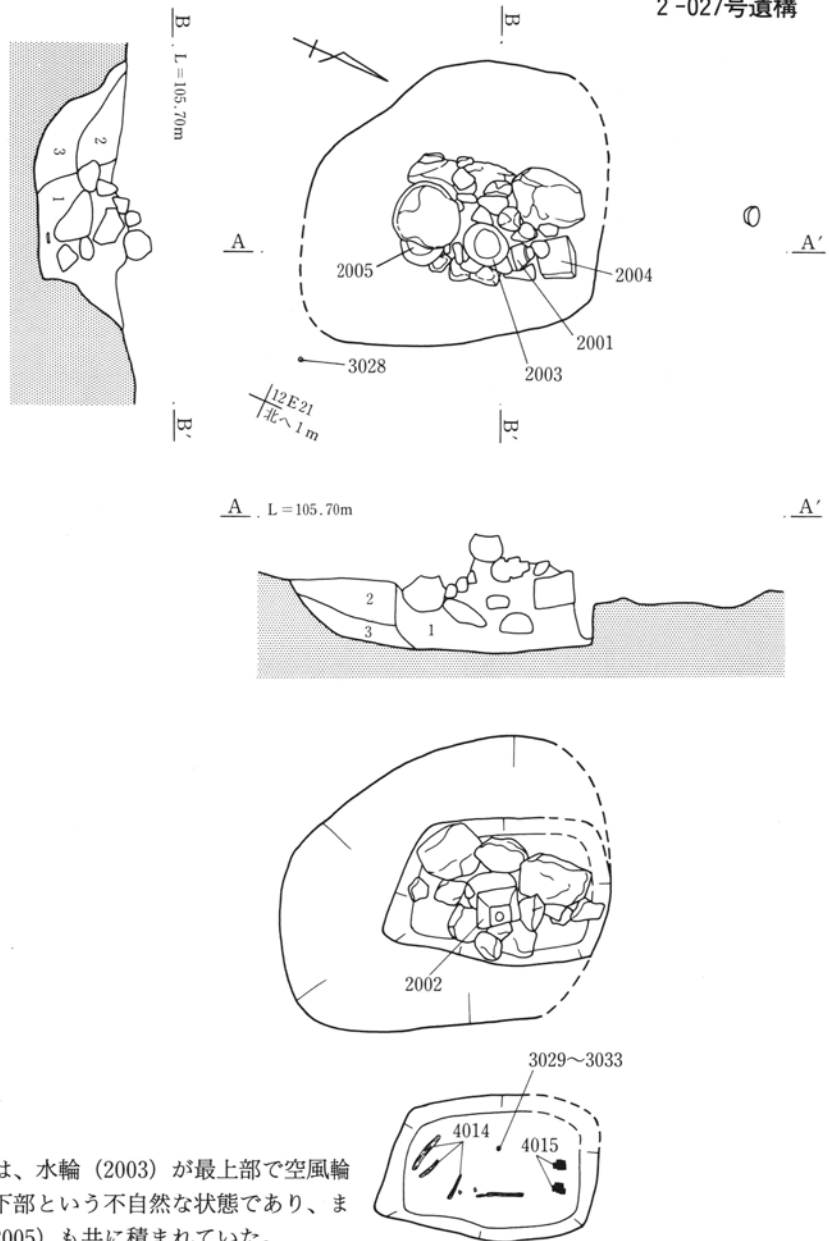 2-027号遺構
B
L=105.70m
2
3
1
B′
B
A
A′
2005
2004
2001
2003
3028
12E21
北へ1m
B′
A
L=105.70m
A′
2
3
1
2002
3029～3033
4014
4015
は、水輪（2003）が最上部で空風輪
下部という不自然な状態であり、ま
2005）も共に積まれていた。